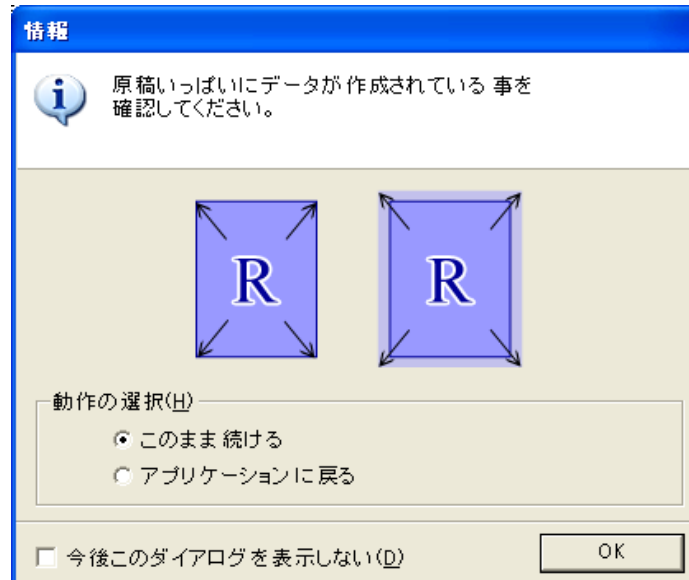 情報
原稿いっぱいにデータが作成されている事を
確認してください。
R
R
動作の選択(H)
このまま続ける
アプリケーションに戻る
今後このダイアログを表示しない(D)
OK